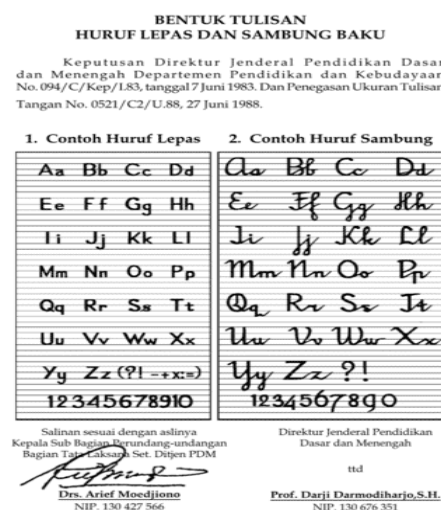 BENTUK TULISAN
HURUF LEPAS DAN SAMBUNG BAKU
Keputusan Direktur Jenderal Pendidikan Dasar
dan Menengah Departemen Pendidikan dan Kebudayaan
No. 094/C/Kep/I.83, tanggal 7 Juni 1983. Dan Penegasan Ukuran Tulisan
Tangan No. 0521/C2/U.88, 27 Juni 1988.
1. Contoh Huruf Lepas
Aa Bb Cc Dd
Ee Ff Gg Hh
Ii Jj Kk Ll
Mm Nn Oo Pp
Qq Rr Ss Tt
Uu Vv Ww Xx
Yy Zz (?! -+x:=)
12345678910
2. Contoh Huruf Sambung
Aa Bb Cc Dd
Ee Ff Gg Hh
Ii Jj Kk Ll
Mm Nn Oo Pp
Qq Rr Ss Tt
Uu Vv Ww Xx
Yy Zz ?!
1234567890
Salinan sesuai dengan aslinya
Kepala Sub Bagian Perundang-undangan
Bagian Tata Laksana Set. Ditjen PDM
Drs. Arief Moedjiono
NIP. 130 427 566
Direktur Jenderal Pendidikan
Dasar dan Menengah
ttd
Prof. Darji Darmodiharjo,S.H.
NIP. 130 676 351